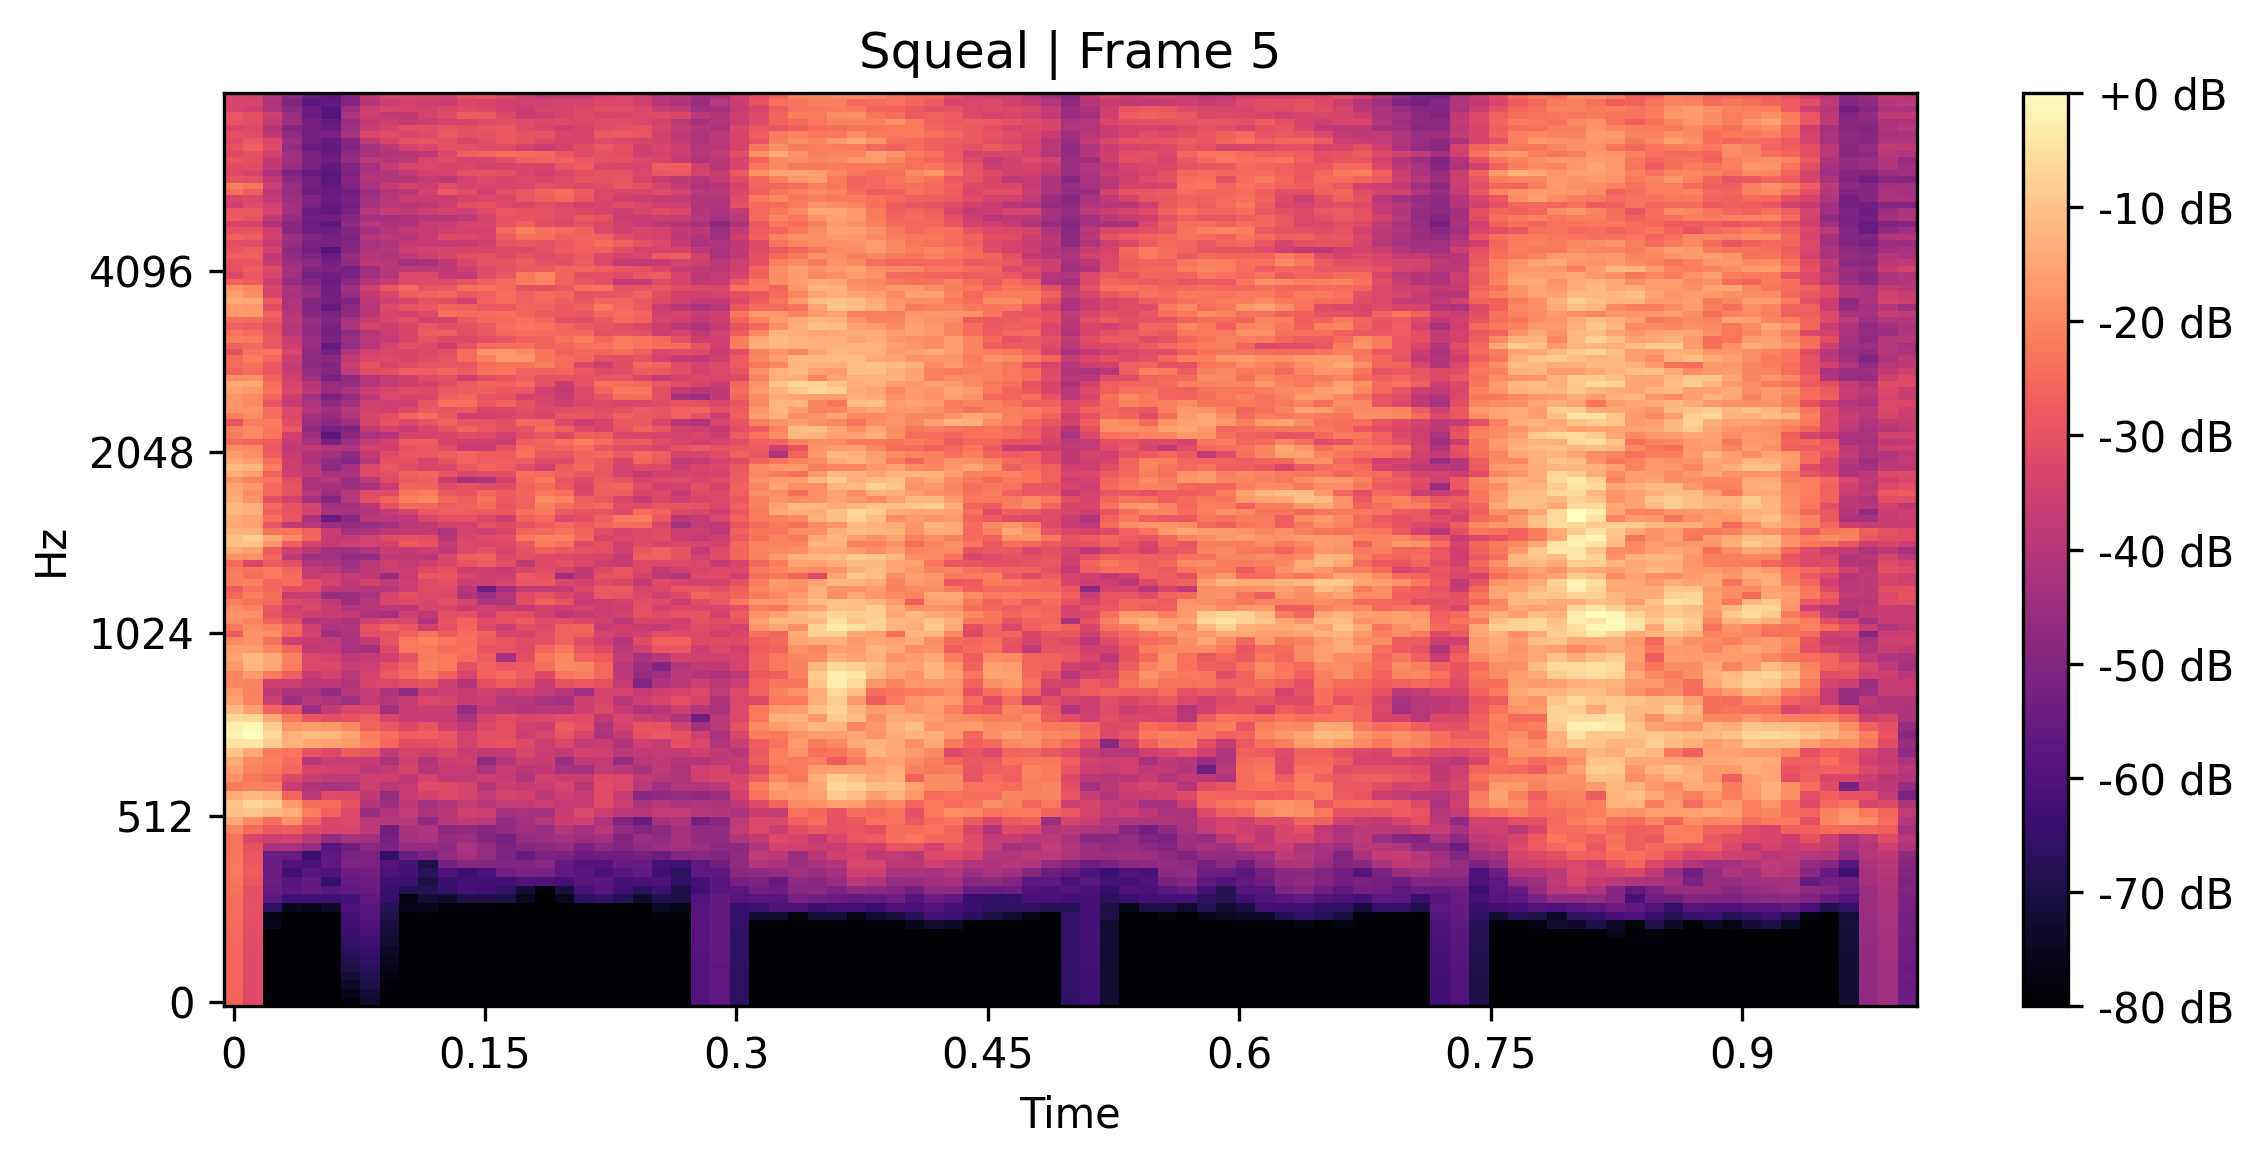 Squeal | Frame 5
+0 dB
-10 dB
-20 dB
-30 dB
-40 dB
-50 dB
-60 dB
-70 dB
-80 dB
Hz
4096
2048
1024
512
0
0 0.15 0.3 0.45 0.6 0.75 0.9
Time